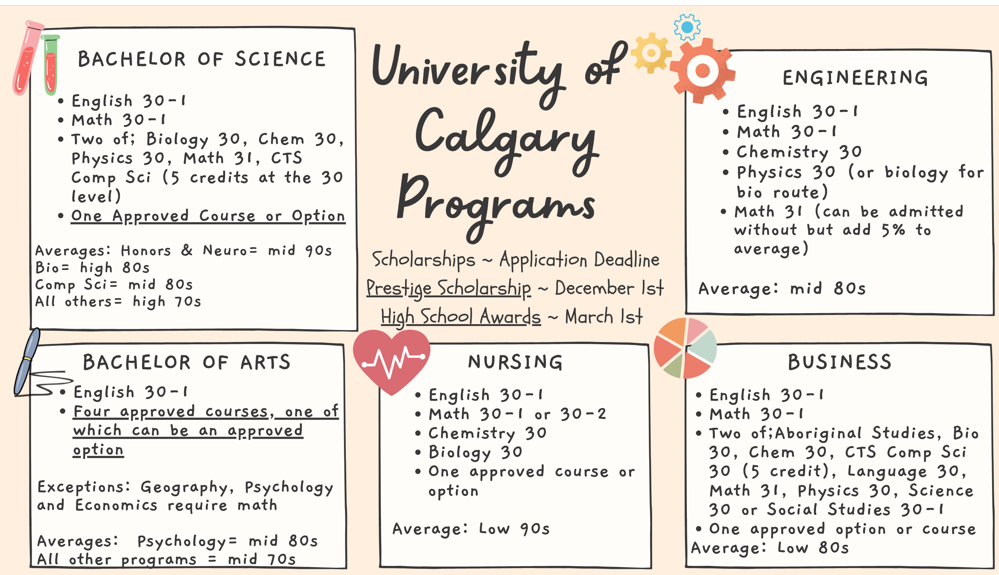 BACHELOR OF SCIENCE
• English 30-1
• Math 30-1
• Two of; Biology 30, Chem 30,
Physics 30, Math 31, CTS
Comp Sci (5 credits at the 30
level)
• One Approved Course or Option
Averages: Honors & Neuro= mid 90s
Bio= high 80s
Comp Sci= mid 80s
All others= high 70s
University of
Calgary
Programs
Scholarships ~ Application Deadline
Prestige Scholarship ~ December 1st
High School Awards ~ March 1st
ENGINEERING
• English 30-1
• Math 30-1
• Chemistry 30
• Physics 30 (or biology for
bio route)
• Math 31 (can be admitted
without but add 5% to
average)
Average: mid 80s
BACHELOR OF ARTS
• English 30-1
• Four approved courses, one of
which can be an approved
option
Exceptions: Geography, Psychology
and Economics require math
Averages: Psychology= mid 80s
All other programs = mid 70s
NURSING
• English 30-1
• Math 30-1 or 30-2
• Chemistry 30
• Biology 30
• One approved course or
option
Average: Low 90s
BUSINESS
• English 30-1
• Math 30-1
• Two of;Aboriginal Studies, Bio
30, Chem 30, CTS Comp Sci
30 (5 credit), Language 30,
Math 31, Physics 30, Science
30 or Social Studies 30-1
• One approved option or course
Average: Low 80s